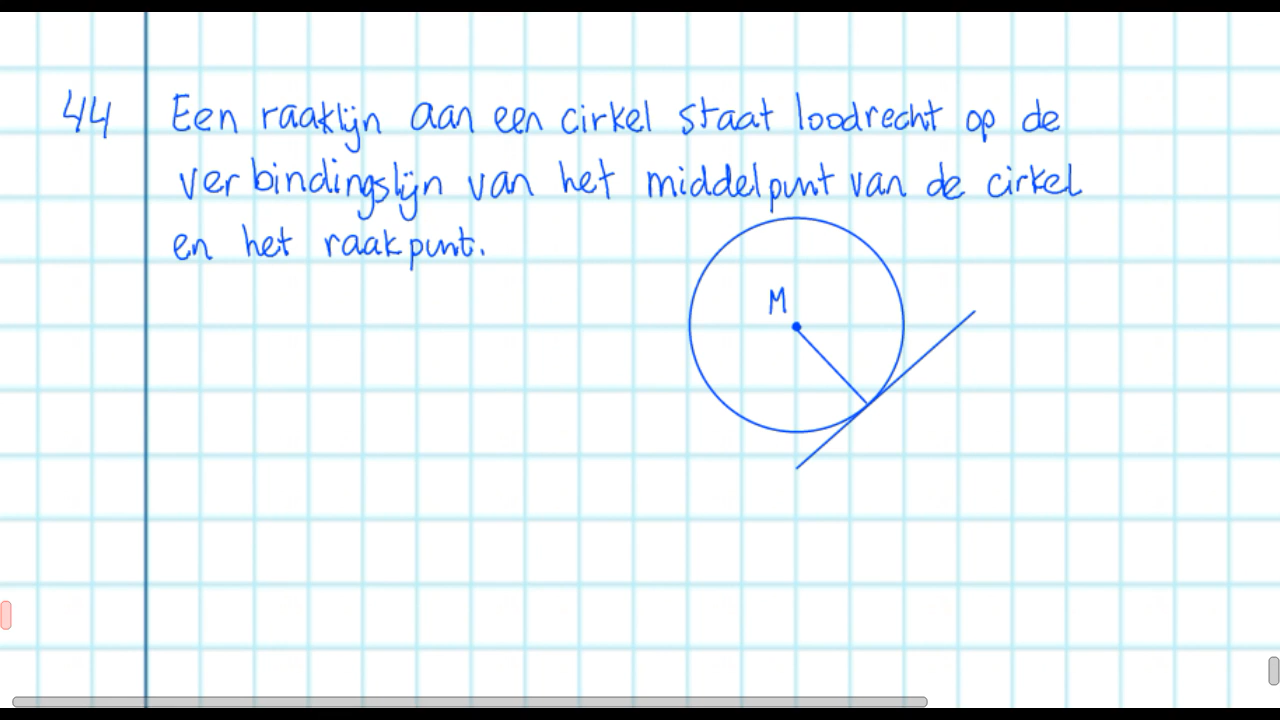 44 Een raaklijn aan een cirkel staat loodrecht op de
verbindingslijn van het middelpunt van de cirkel
en het raakpunt.
M